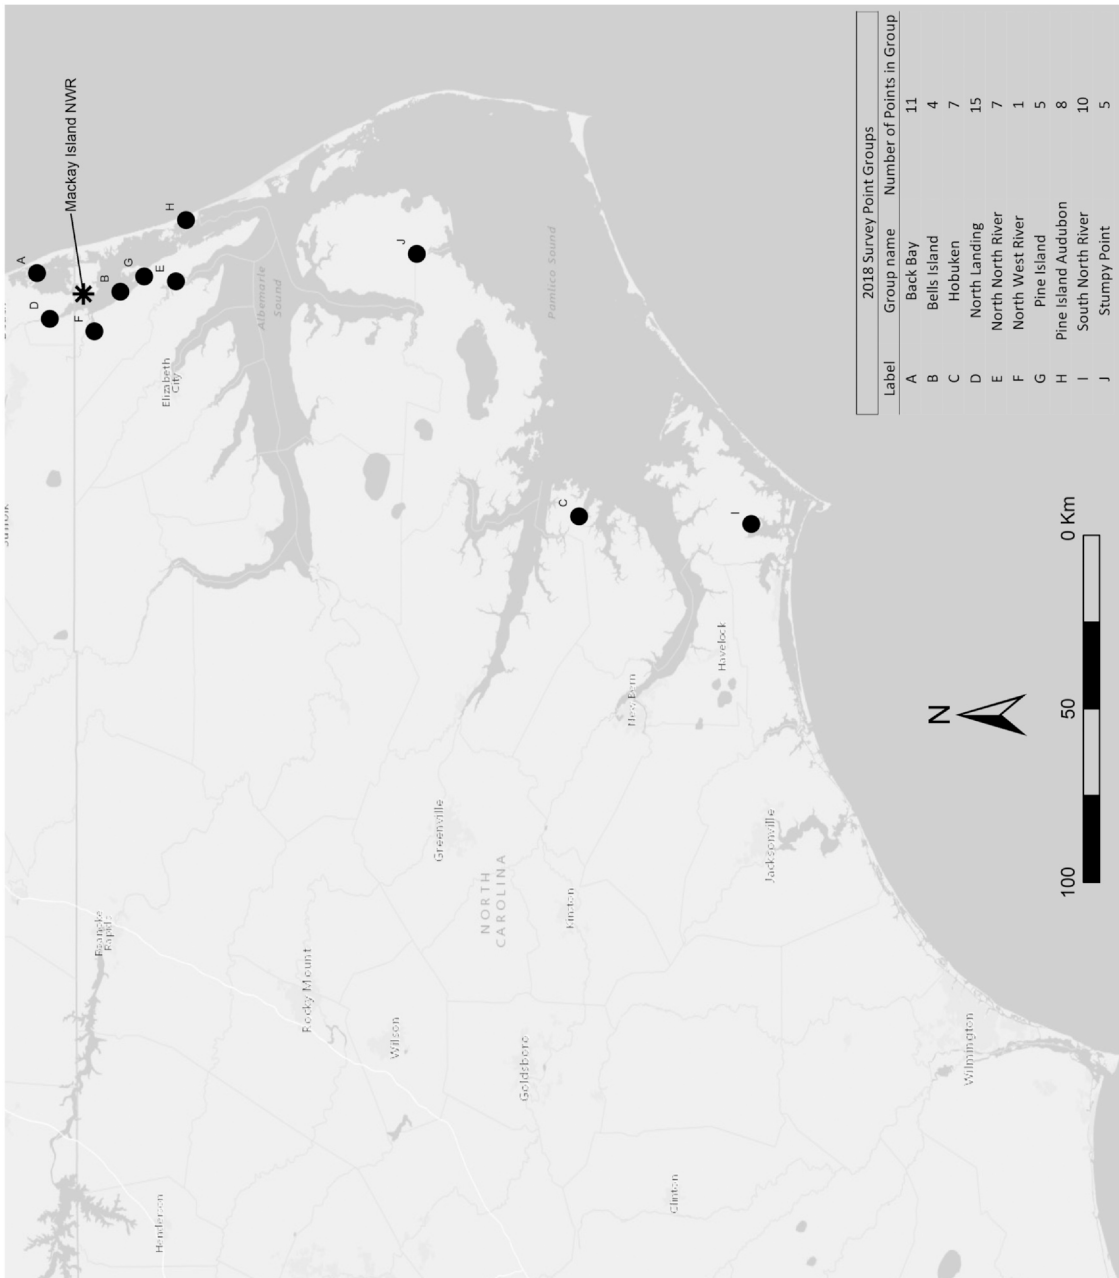 Mackay Island NWR
A
D
B
F
G
E
H
Elizabeth
City
Albemarle
Sound
J
Pamlico Sound
Roanoke
Rapids
Henderson
Rocky Mount
Wilson
Greenville
NORTH
CAROLINA
Goldsboro
Kinston
C
New Bern
Havelock
I
Clinton
Jacksonville
Wilmington
N
100 50 0 Km
2018 Survey Point Groups
Label Group name Number of Points in Group
A Back Bay 11
B Bells Island 4
C Hobuken 7
D North Landing 15
E North North River 7
F North West River 1
G Pine Island 5
H Pine Island Audubon 8
I South North River 10
J Stumpy Point 5